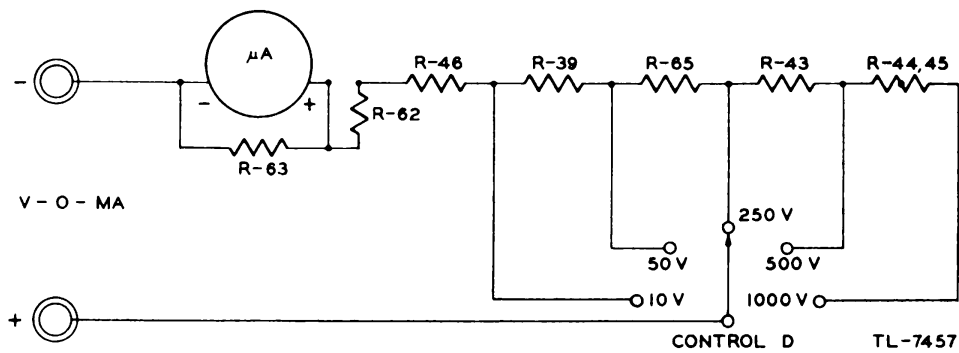 μA
R-46
R-39
R-65
R-43
R-44,45
-
-
+
R-62
R-63
V-O-MA
250 V
50 V
500 V
10 V
1000 V
+
CONTROL D
TL-7457